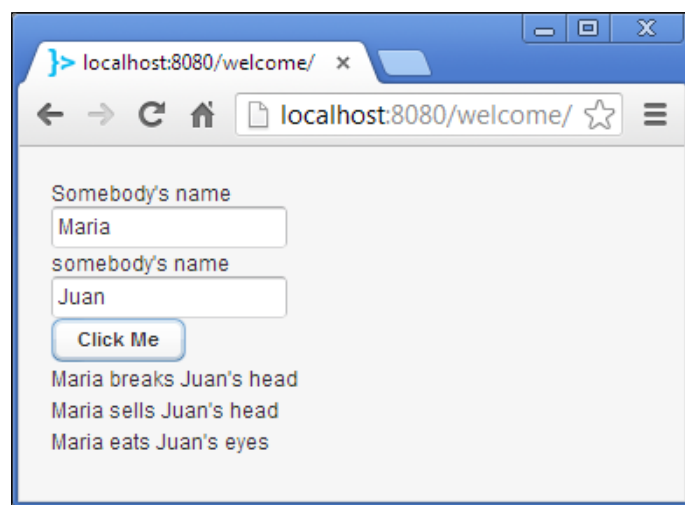 localhost:8080/welcome/
localhost:8080/welcome/
Somebody's name
Maria
somebody's name
Juan
Click Me
Maria breaks Juan's head
Maria sells Juan's head
Maria eats Juan's eyes